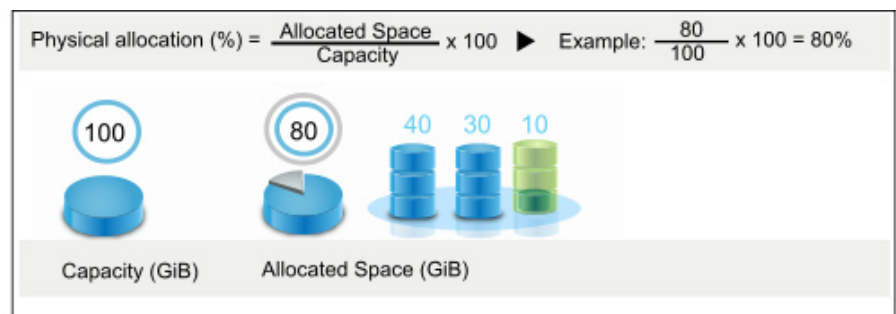 Physical allocation (%) = Allocated Space / Capacity x 100 ▶ Example: 80 / 100 x 100 = 80%
100 80 40 30 10
Capacity (GiB) Allocated Space (GiB)